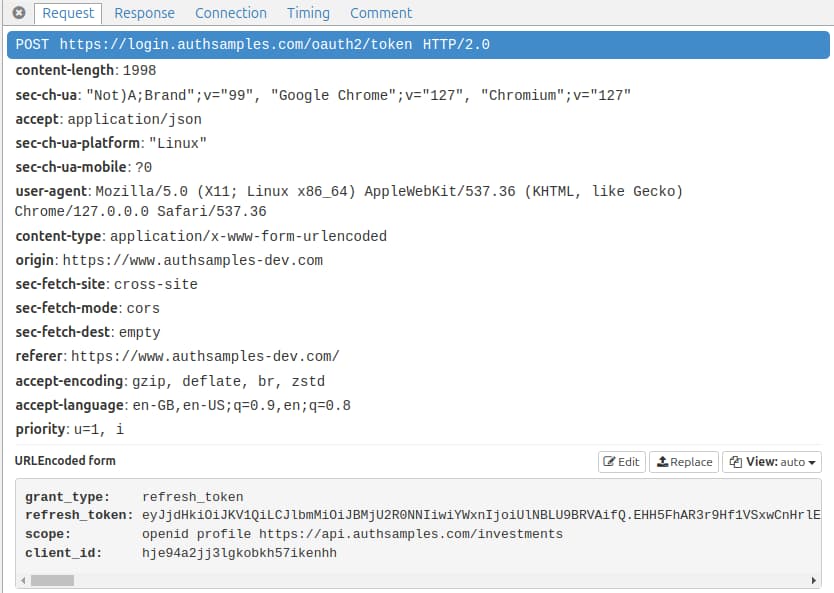 Request Response Connection Timing Comment
POST https://login.authsamples.com/oauth2/token HTTP/2.0
content-length: 1998
sec-ch-ua: "Not)A;Brand";v="99", "Google Chrome";v="127", "Chromium";v="127"
accept: application/json
sec-ch-ua-platform: "Linux"
sec-ch-ua-mobile: ?0
user-agent: Mozilla/5.0 (X11; Linux x86_64) AppleWebKit/537.36 (KHTML, like Gecko)
Chrome/127.0.0.0 Safari/537.36
content-type: application/x-www-form-urlencoded
origin: https://www.authsamples-dev.com
sec-fetch-site: cross-site
sec-fetch-mode: cors
sec-fetch-dest: empty
referer: https://www.authsamples-dev.com/
accept-encoding: gzip, deflate, br, zstd
accept-language: en-GB,en-US;q=0.9,en;q=0.8
priority: u=1, i
URLEncoded form Edit Replace View: auto
grant_type: refresh_token
refresh_token: eyJjdHkiOiJKV1QiLCJlbmMiOiJBMjU2R0NNIiwiYWxnIjoiUlNBLU9BRVAifQ.EHH5FhAR3r9Hf1VSxwCnHrlE
scope: openid profile https://api.authsamples.com/investments
client_id: hje94a2jj3lgkobkh57ikenhh